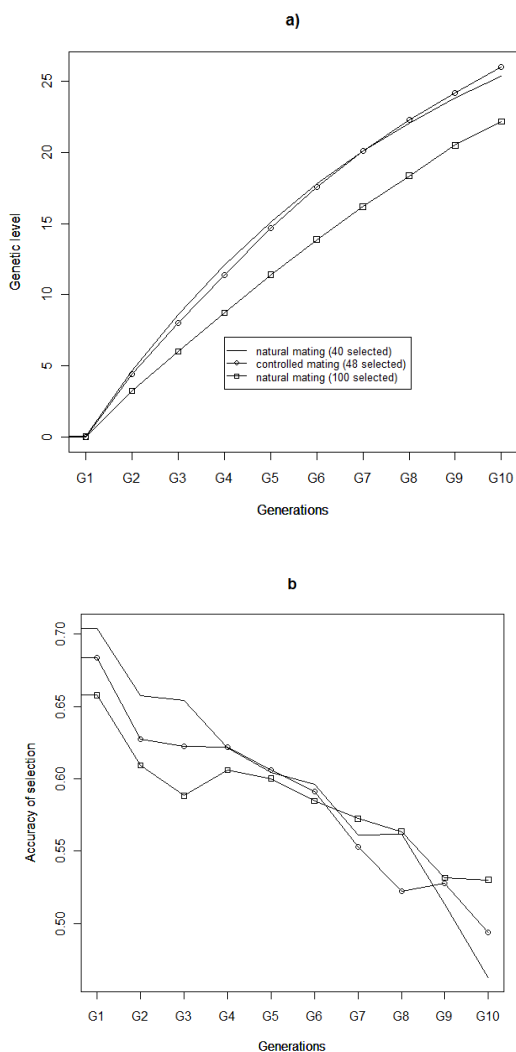 a)
25
20
15
10
5
0
Genetic level
natural mating (40 selected)
controlled mating (48 selected)
natural mating (100 selected)
G1 G2 G3 G4 G5 G6 G7 G8 G9 G10
Generations
b
0.70
0.65
0.60
0.55
0.50
Accuracy of selection
G1 G2 G3 G4 G5 G6 G7 G8 G9 G10
Generations